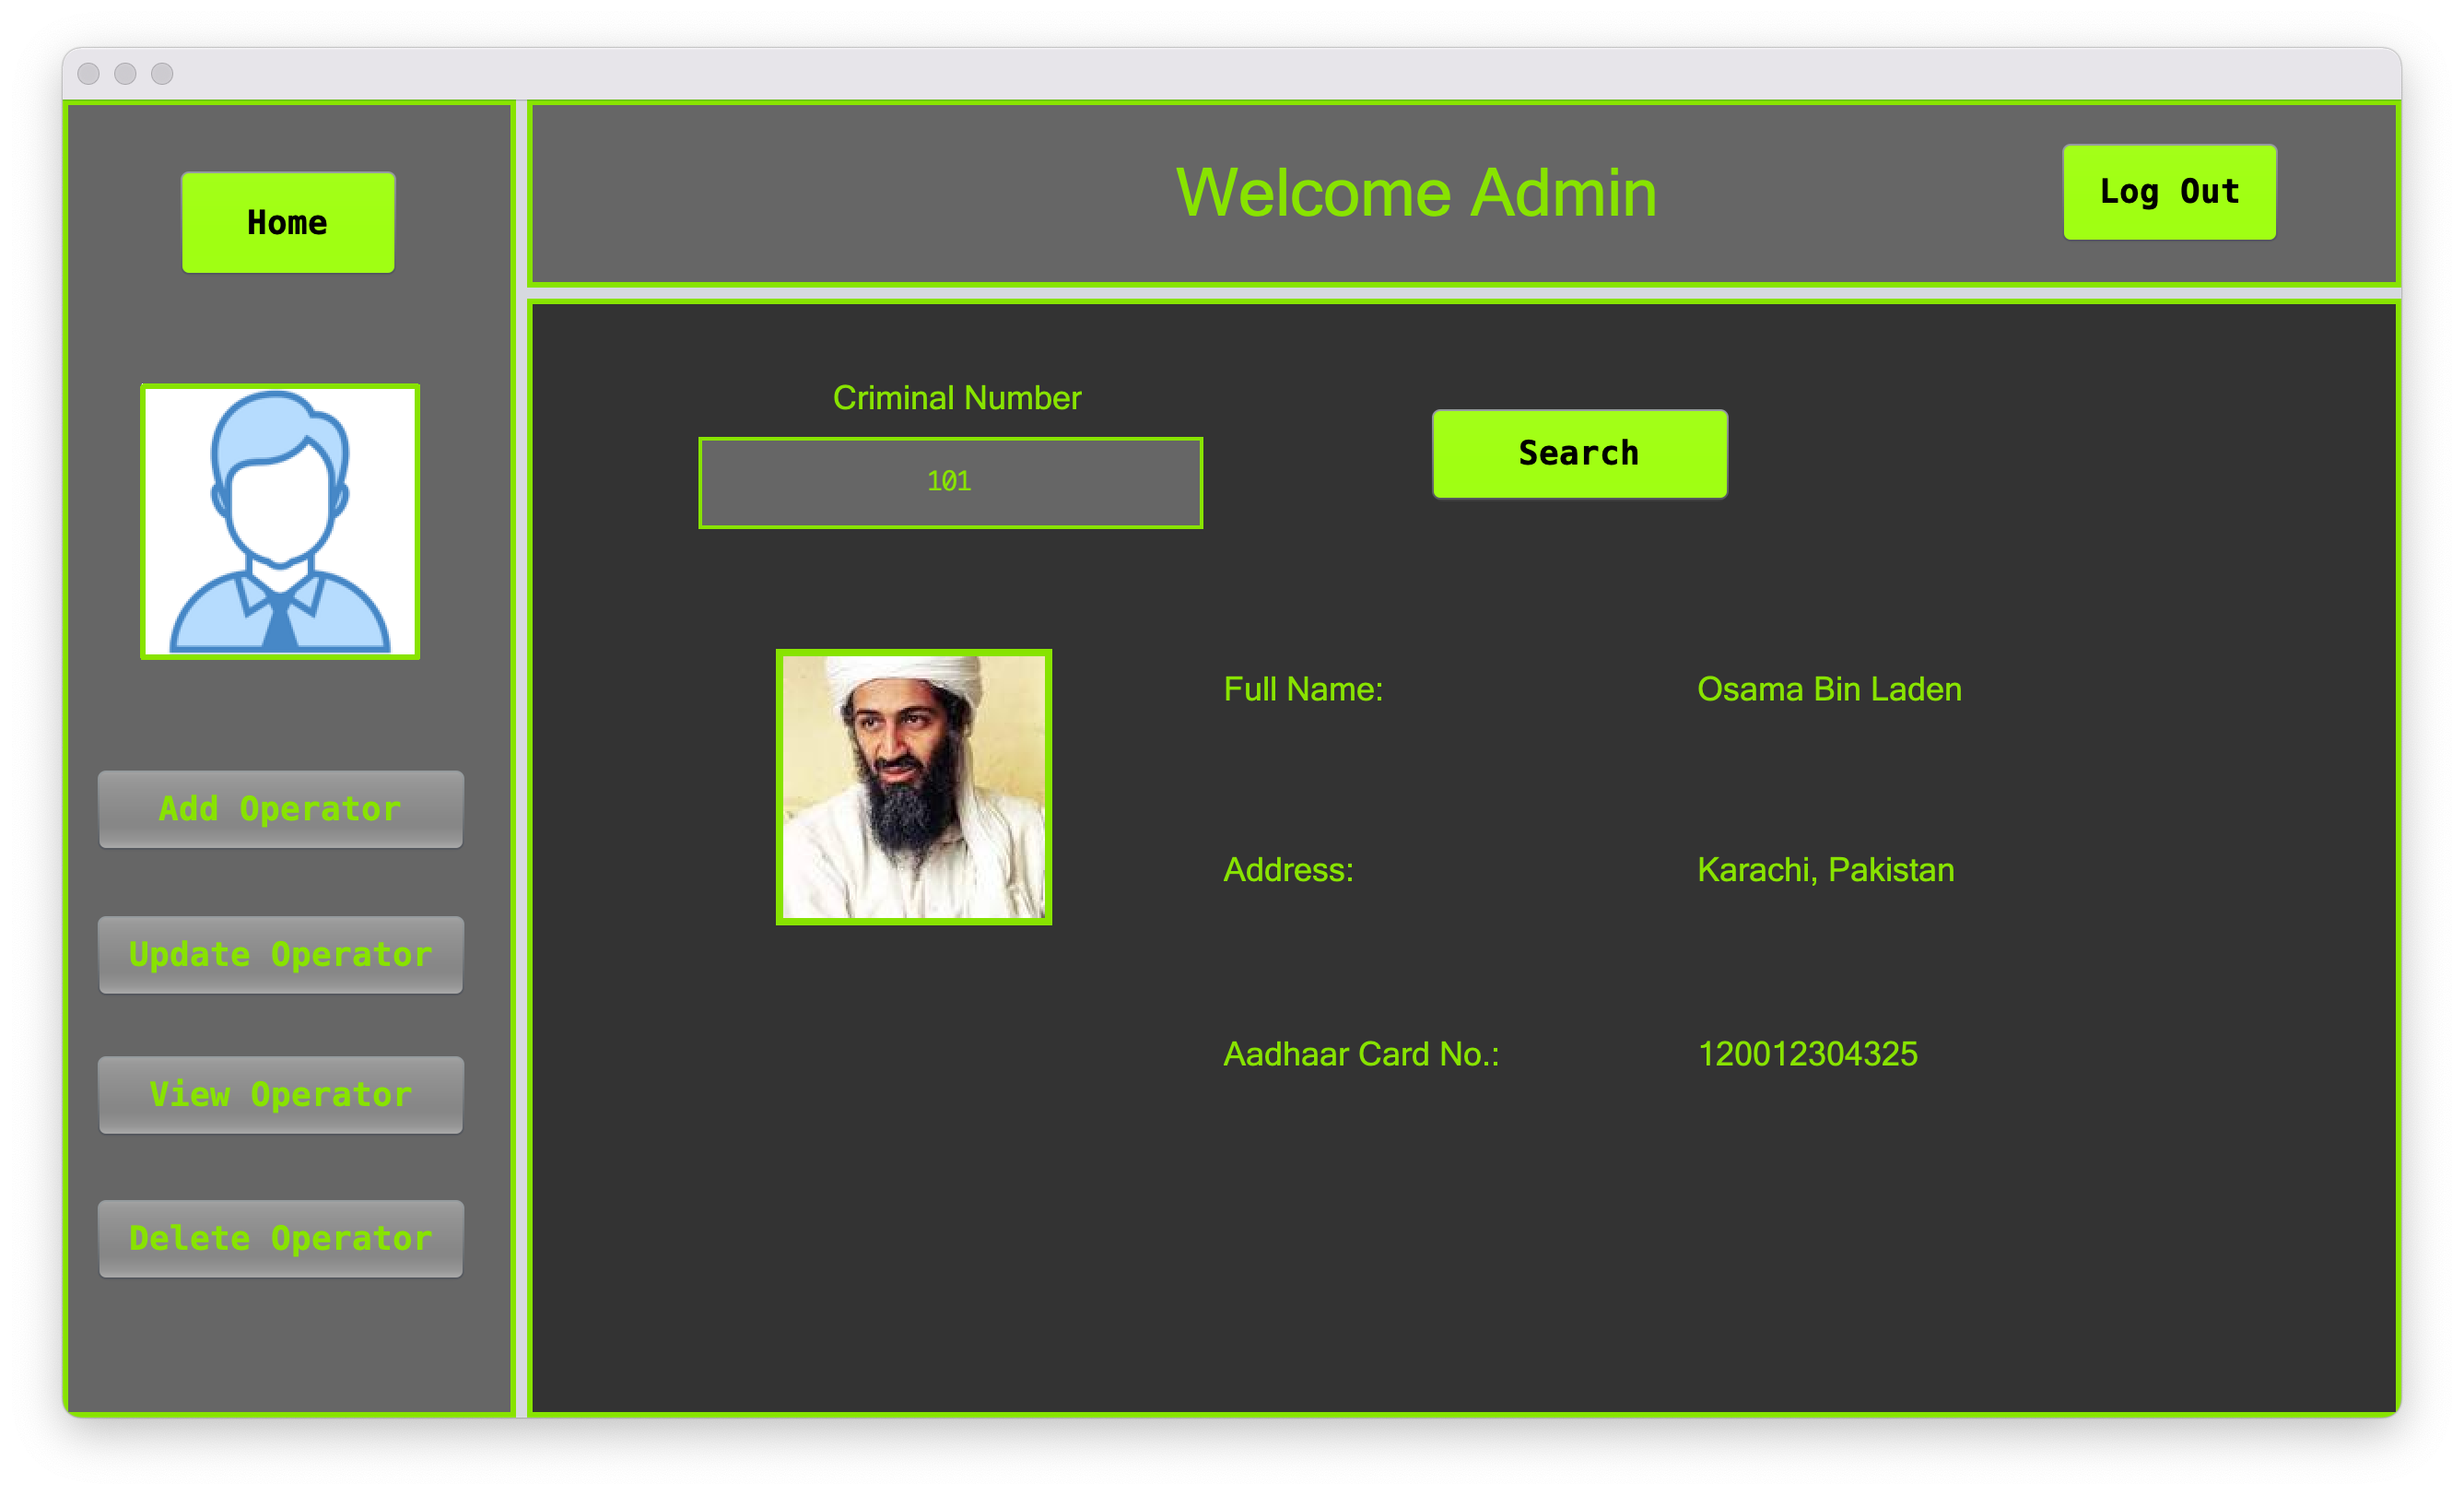 Home
Welcome Admin
Log Out
Criminal Number
101
Search
Full Name:
Osama Bin Laden
Address:
Karachi, Pakistan
Aadhaar Card No.:
120012304325
Add Operator
Update Operator
View Operator
Delete Operator